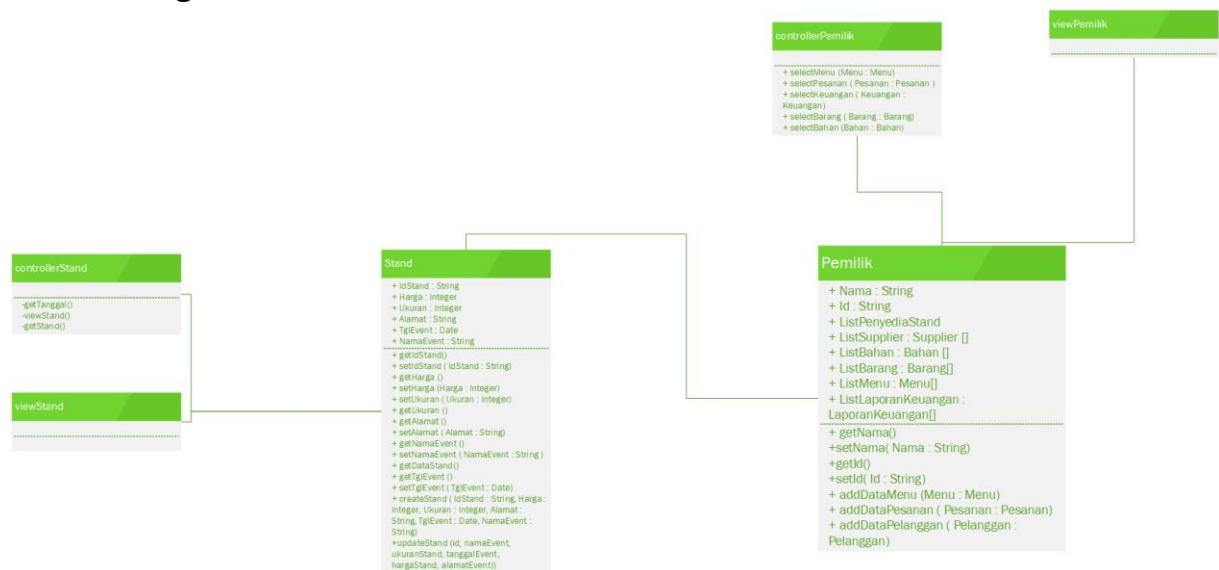 controllerPemilik
+ selectMenu (Menu : Menu)
+ selectPesanan ( Pesanan : Pesanan )
+ selectKeuangan ( Keuangan :
Keuangan)
+ selectBarang ( Barang : Barang)
+ selectBahan (Bahan : Bahan)
viewPemilik
controllerStand
-getTanggal()
-viewStand()
-getStand()
viewStand
Stand
+ IdStand : String
+ Harga : Integer
+ Ukuran : Integer
+ Alamat : String
+ TglEvent : Date
+ NamaEvent : String
+ getIdStand()
+ setIdStand ( IdStand : String)
+ getHarga ()
+ setHarga (Harga : Integer)
+ setUkuran ( Ukuran : Integer)
+ getUkuran ()
+ getAlamat ()
+ setAlamat ( Alamat : String)
+ getNamaEvent ()
+ setNamaEvent ( NamaEvent : String )
+ getDataStand()
+ getTglEvent ()
+ setTglEvent ( TglEvent : Date)
+ createStand ( IdStand : String, Harga :
Integer, Ukuran : Integer, Alamat :
String, TglEvent : Date, NamaEvent :
String)
+updateStand (id, namaEvent,
ukuranStand, tanggalEvent,
hargaStand, alamatEvent))
Pemilik
+ Nama : String
+ Id : String
+ ListPenyediaStand
+ ListSupplier : Supplier []
+ ListBahan : Bahan []
+ ListBarang : Barang[]
+ ListMenu : Menu[]
+ ListLaporanKeuangan :
LaporanKeuangan[]
+ getNama()
+setNama( Nama : String)
+getId()
+setId( Id : String)
+ addDataMenu (Menu : Menu)
+ addDataPesanan ( Pesanan : Pesanan)
+ addDataPelanggan ( Pelanggan :
Pelanggan)